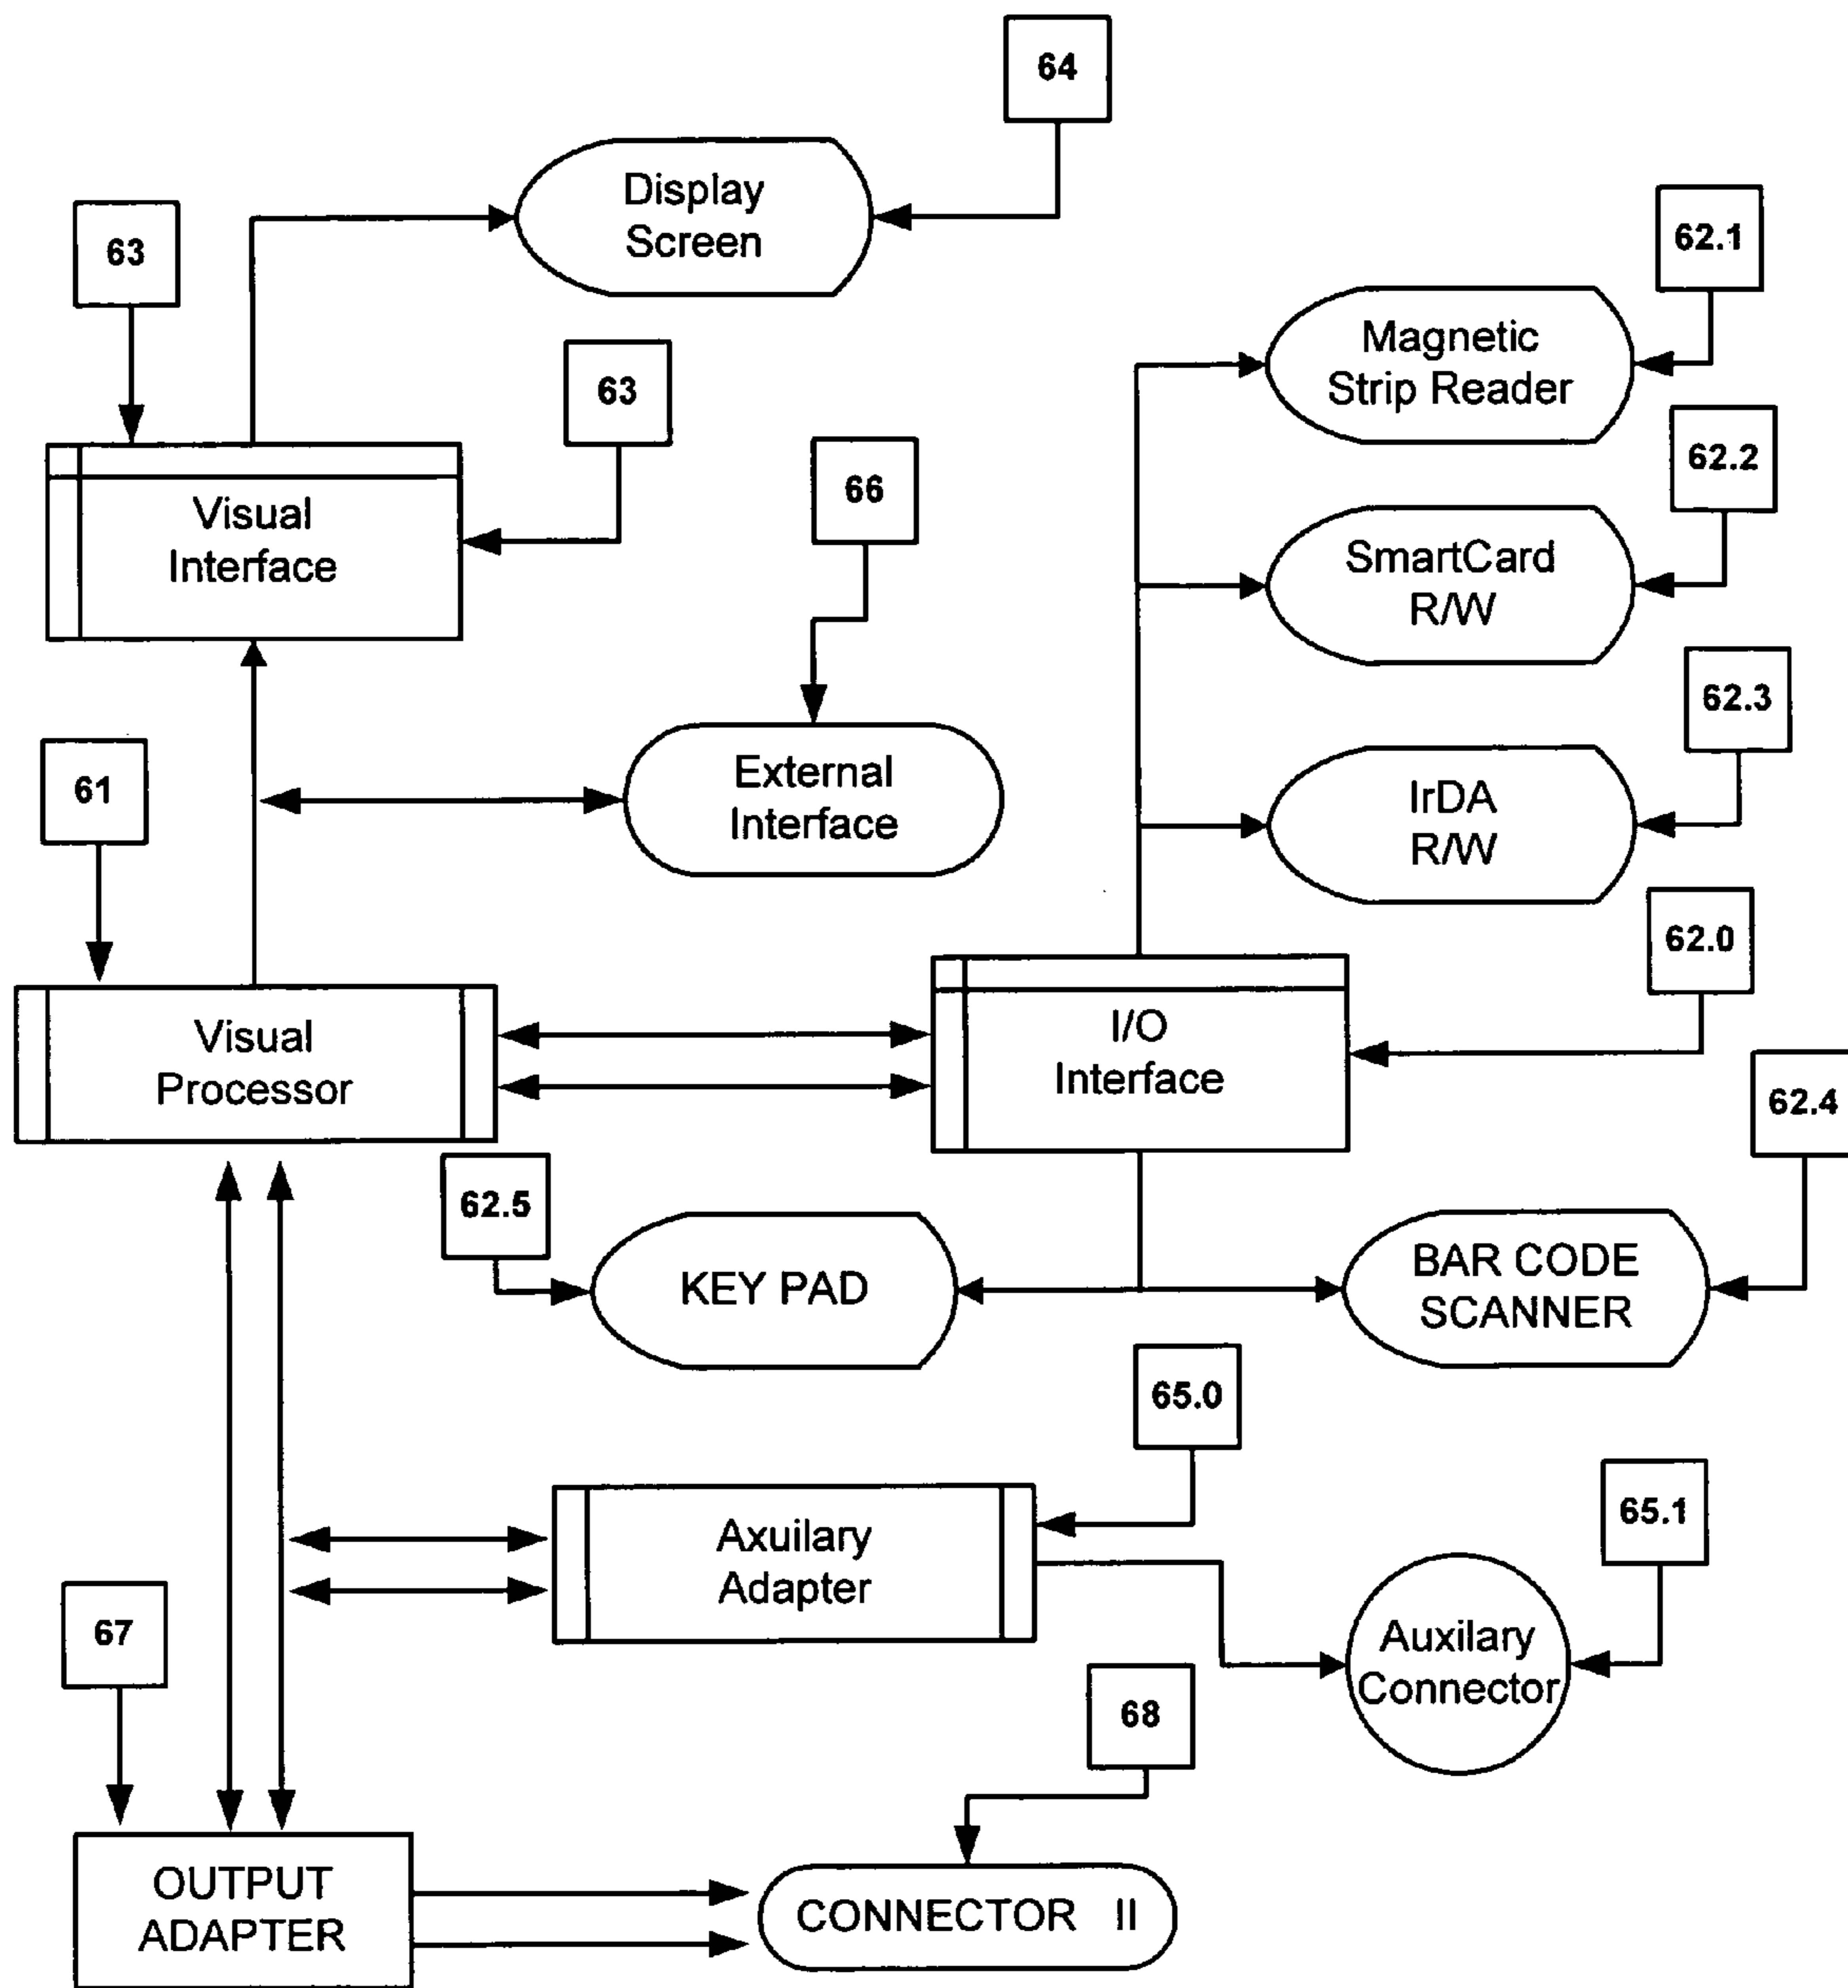 64
Display
Screen
63
62.1
Magnetic
Strip Reader
63
62.2
66
Visual
Interface
SmartCard
R/W
62.3
61
External
Interface
IrDA
R/W
62.0
Visual
Processor
I/O
Interface
62.4
62.5
KEY PAD
BAR CODE
SCANNER
65.0
65.1
Axuilary
Adapter
67
Auxilary
Connector
68
OUTPUT
ADAPTER
CONNECTOR II